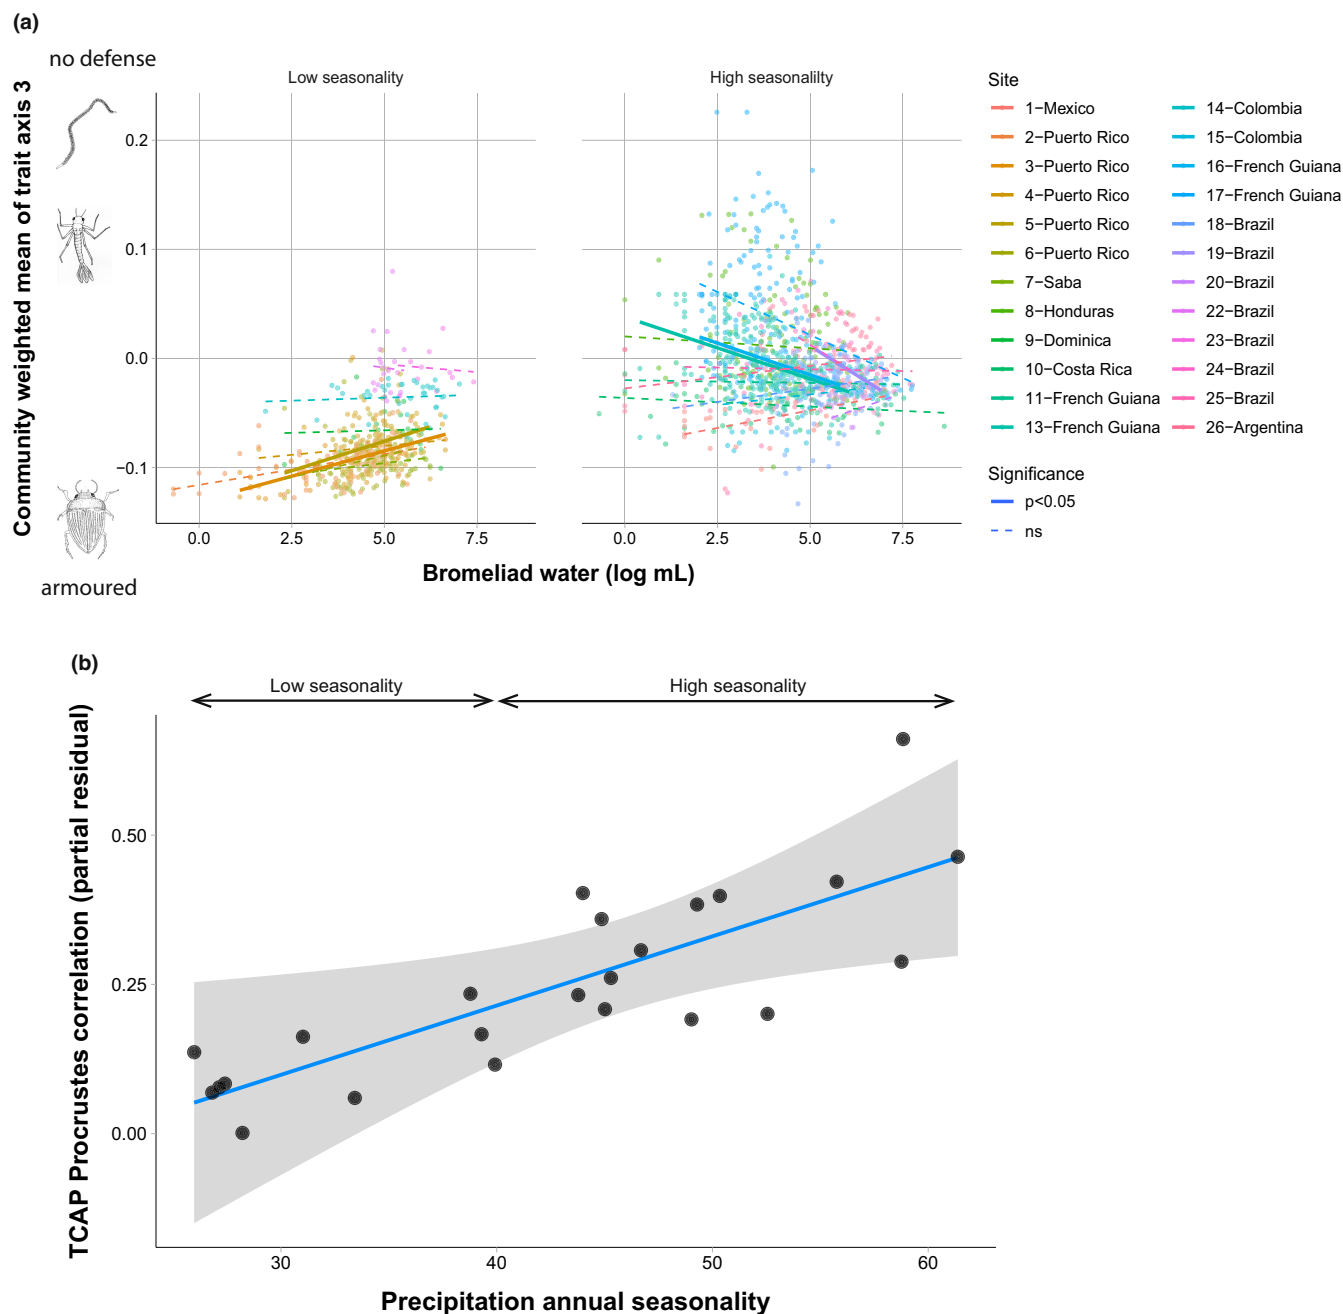 (a)
no defense
Community weighted mean of trait axis 3
armoured
Low seasonality
High seasonalilty
0.2
0.1
0.0
−0.1
0.0 2.5 5.0 7.5
0.0 2.5 5.0 7.5
Bromeliad water (log mL)
Site
1−Mexico
2−Puerto Rico
3−Puerto Rico
4−Puerto Rico
5−Puerto Rico
6−Puerto Rico
7−Saba
8−Honduras
9−Dominica
10−Costa Rica
11−French Guiana
13−French Guiana
14−Colombia
15−Colombia
16−French Guiana
17−French Guiana
18−Brazil
19−Brazil
20−Brazil
22−Brazil
23−Brazil
24−Brazil
25−Brazil
26−Argentina
Significance
p<0.05
ns
(b)
Low seasonality
High seasonality
TCAP Procrustes correlation (partial residual)
0.50
0.25
0.00
30 40 50 60
Precipitation annual seasonality